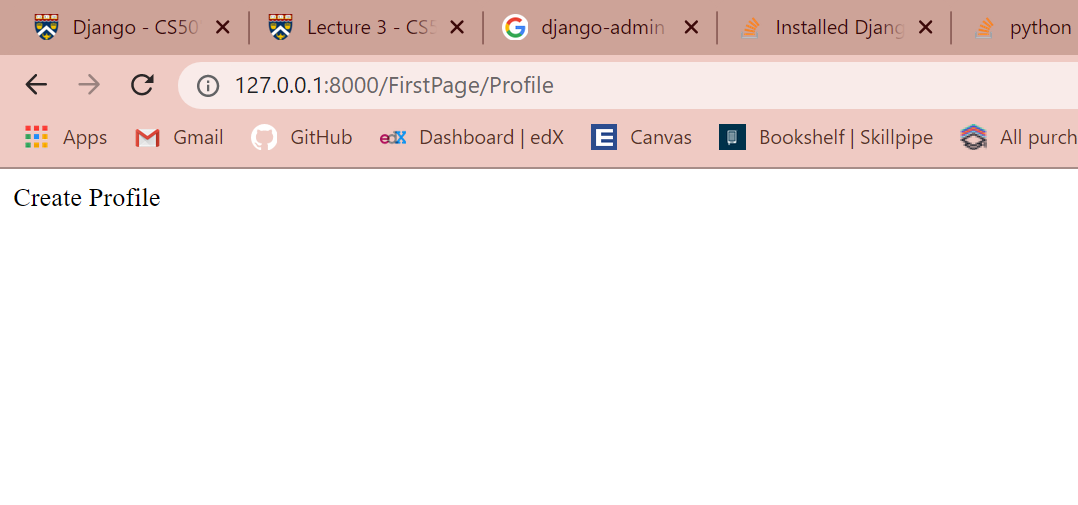 Django - CS50 Lecture 3 - CS5 django-admin Installed Djang python
127.0.0.1:8000/FirstPage/Profile
Apps Gmail GitHub edX Dashboard | edX E Canvas Bookshelf | Skillpipe All purch
Create Profile